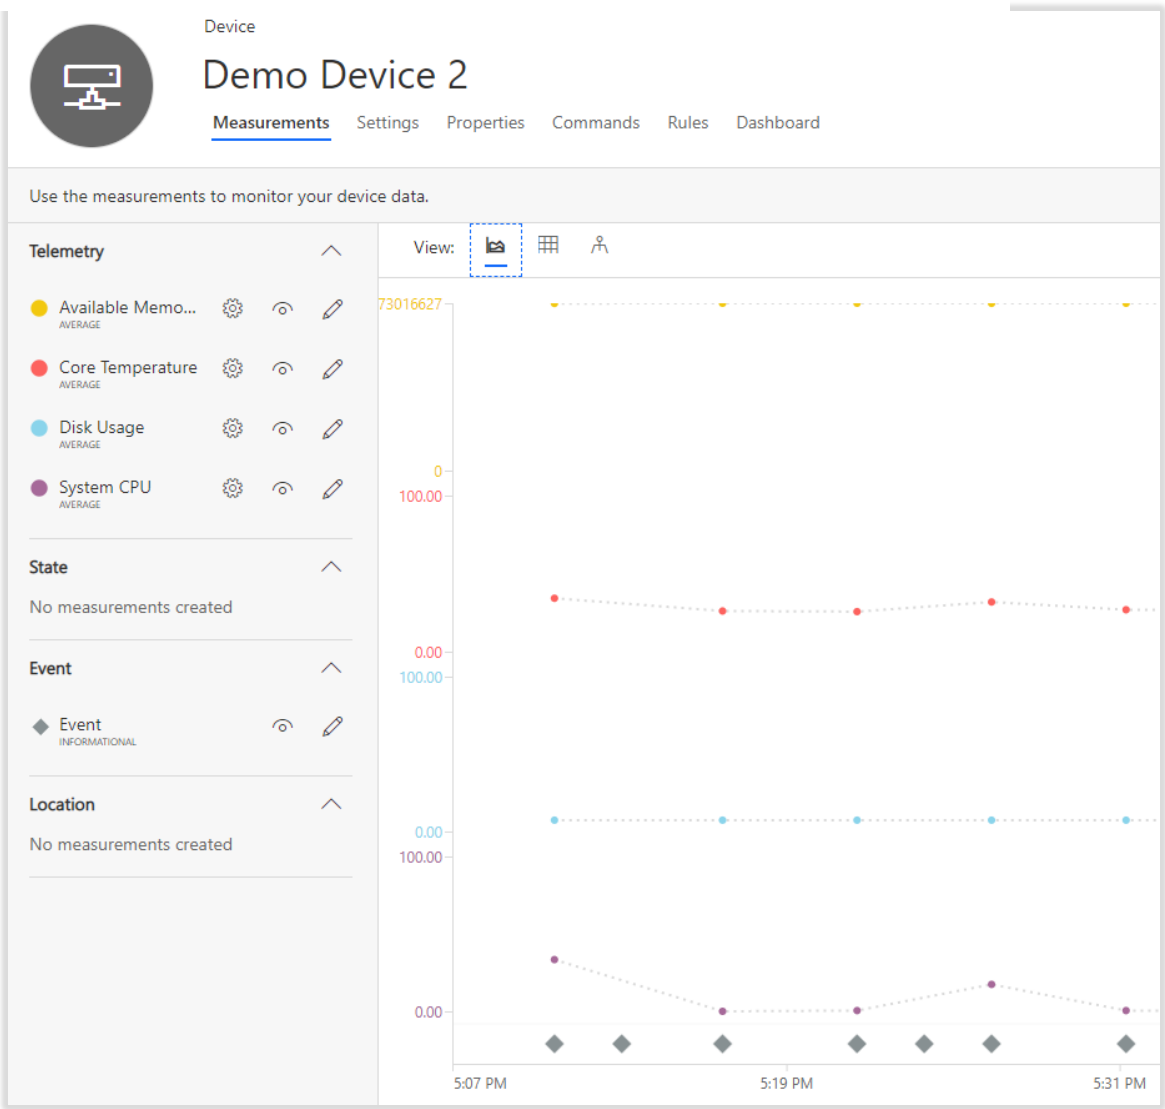 Device
Demo Device 2
Measurements Settings Properties Commands Rules Dashboard
Use the measurements to monitor your device data.
Telemetry
Available Memo...
AVERAGE
Core Temperature
AVERAGE
Disk Usage
AVERAGE
System CPU
AVERAGE
State
No measurements created
Event
Event
INFORMATIONAL
Location
No measurements created
View:
73016627
0
100.00
0.00
100.00
0.00
100.00
0.00
5:07 PM 5:19 PM 5:31 PM